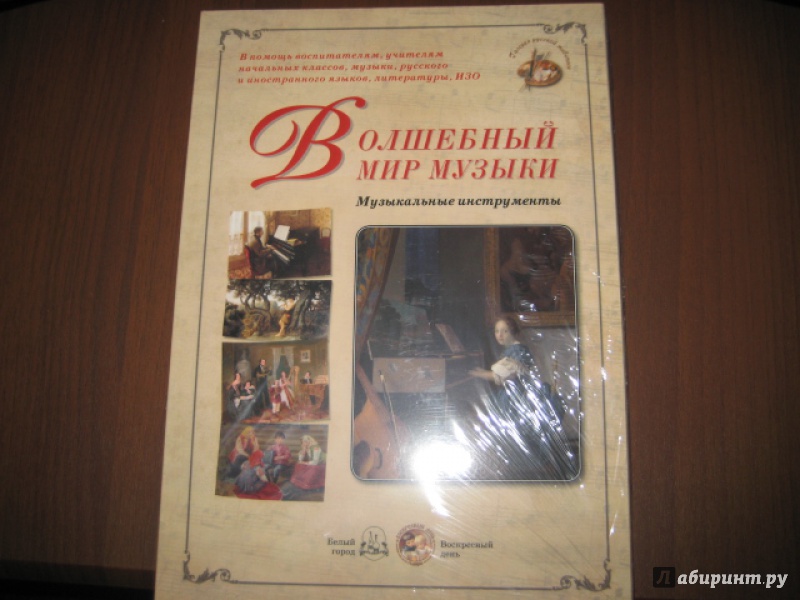 В помощь воспитателям, учителям
начальных классов, музыки, русского
и иностранного языков, литературы, ИЗО
ВОЛШЕБНЫЙ
МИР МУЗЫКИ
Музыкальные инструменты
Белый
город
Воскресный
день
Лабиринт.ру